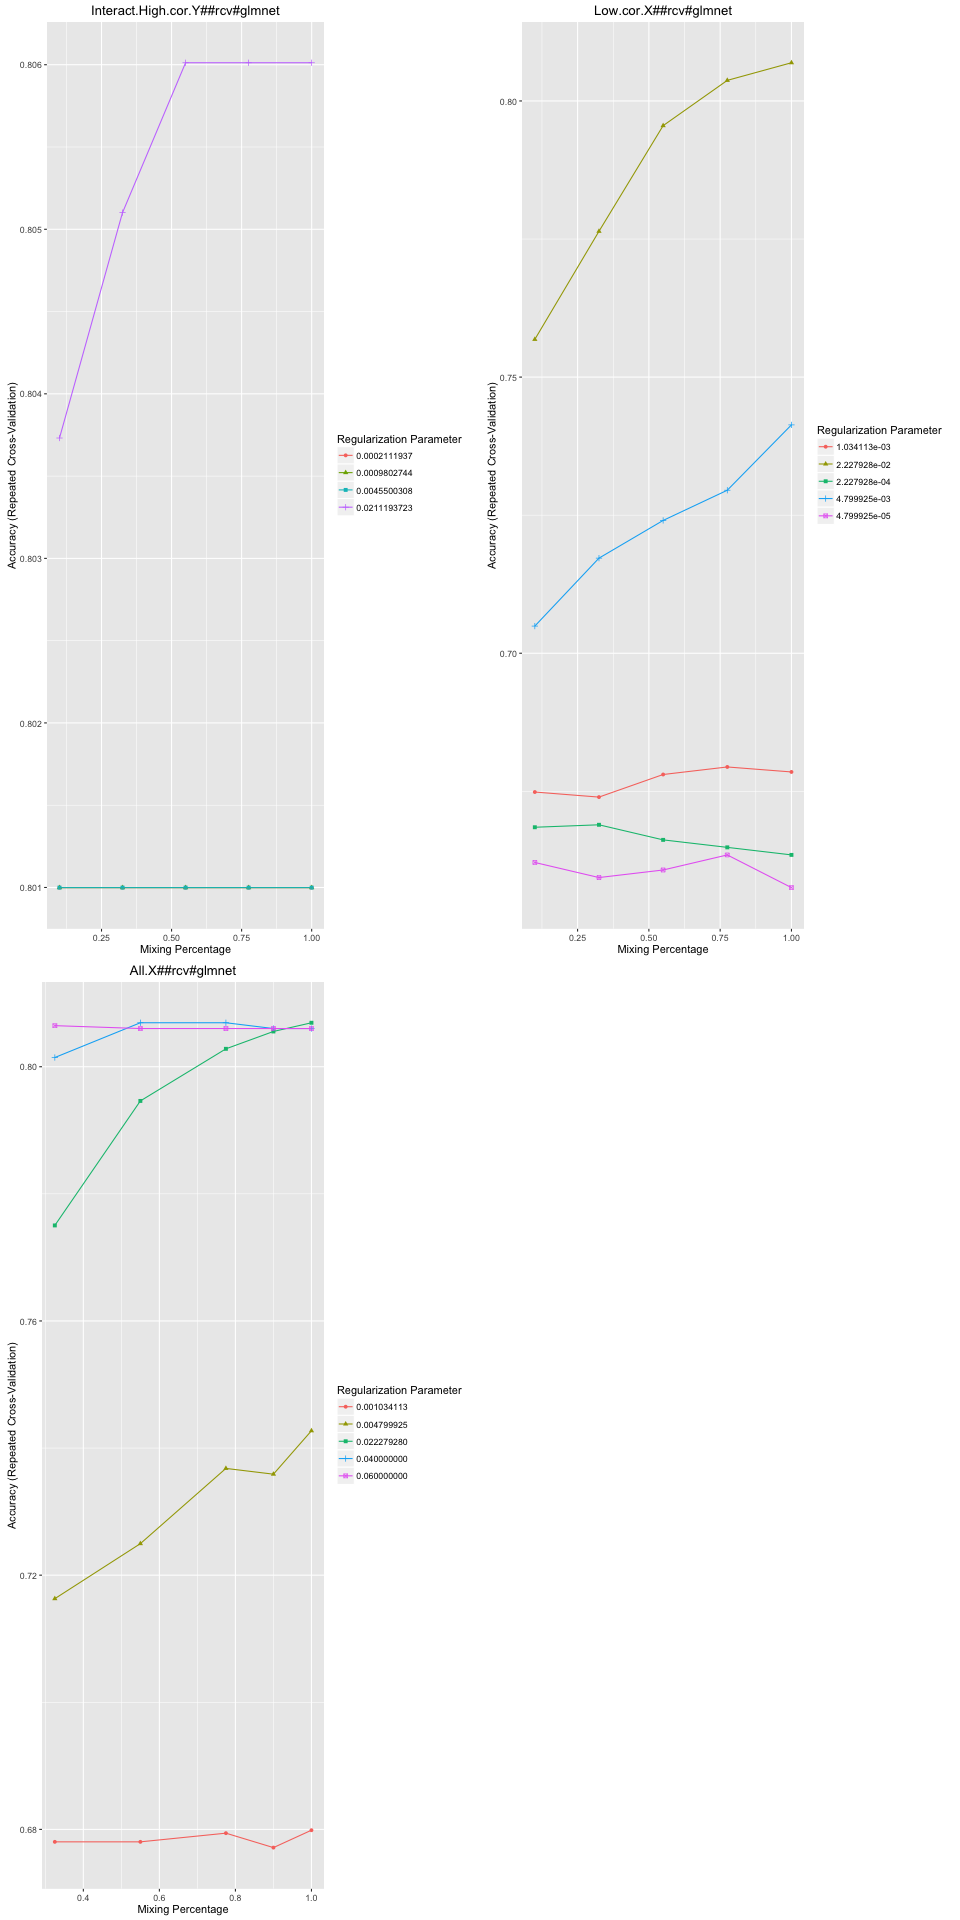 Interact.High.cor.Y##rcv#glmnet
0.806
0.805
0.804
0.803
0.802
0.801
Accuracy (Repeated Cross-Validation)
0.25 0.50 0.75 1.00
Mixing Percentage
Regularization Parameter
0.0002111937
0.0009802744
0.0045500308
0.0211193723
Low.cor.X##rcv#glmnet
0.80
0.75
0.70
Accuracy (Repeated Cross-Validation)
0.25 0.50 0.75 1.00
Mixing Percentage
Regularization Parameter
1.034113e-03
2.227928e-02
2.227928e-04
4.799925e-03
4.799925e-05
All.X##rcv#glmnet
0.80
0.76
0.72
0.68
Accuracy (Repeated Cross-Validation)
0.4 0.6 0.8 1.0
Mixing Percentage
Regularization Parameter
0.001034113
0.004799925
0.022279280
0.040000000
0.060000000